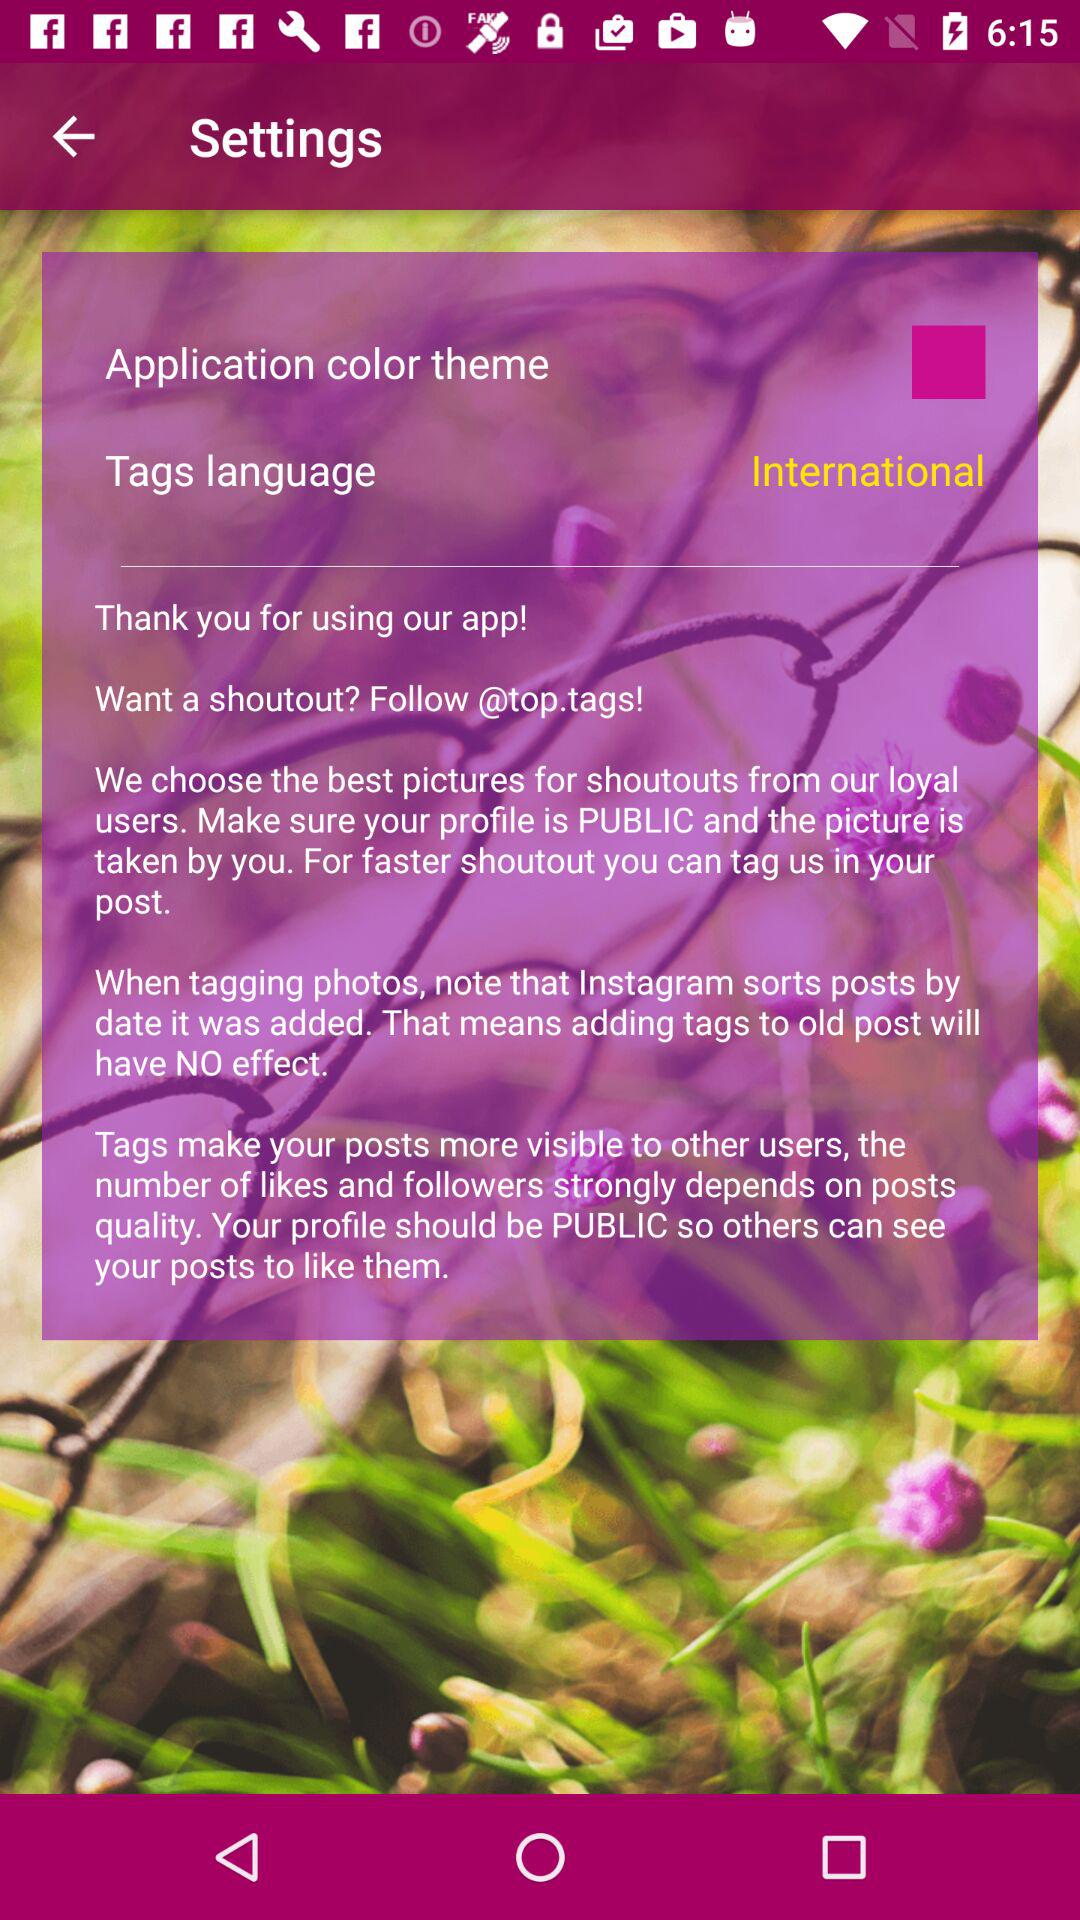 FAKE
6:15
Settings
Application color theme
Tags language International
Thank you for using our app!
Want a shoutout? Follow @top.tags!
We choose the best pictures for shoutouts from our loyal
users. Make sure your profile is PUBLIC and the picture is
taken by you. For faster shoutout you can tag us in your
post.
When tagging photos, note that Instagram sorts posts by
date it was added. That means adding tags to old post will
have NO effect.
Tags make your posts more visible to other users, the
number of likes and followers strongly depends on posts
quality. Your profile should be PUBLIC so others can see
your posts to like them.